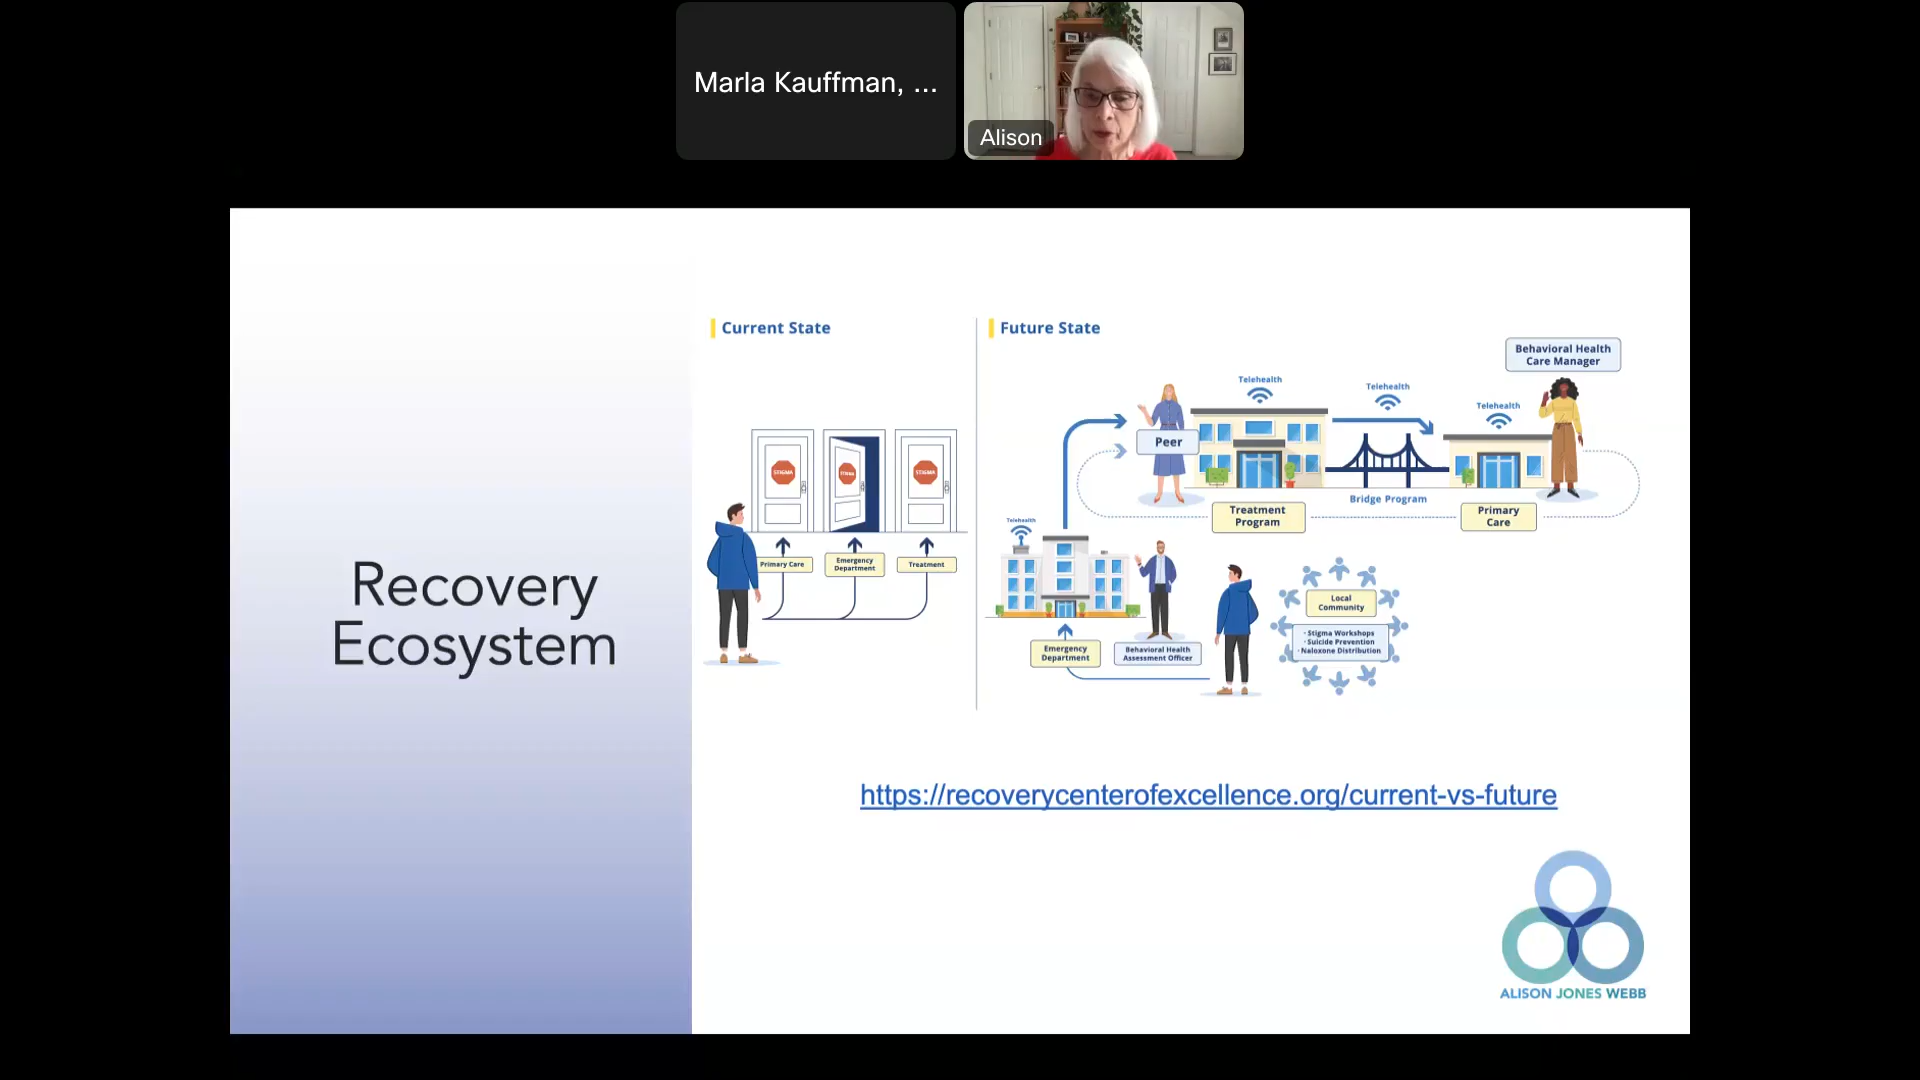 Marla Kauffman, ...
Alison
Recovery
Ecosystem
Current State
STIGMA
STIGMA
STIGMA
Primary Care
Emergency
Department
Treatment
Future State
Behavioral Health
Care Manager
Telehealth
Telehealth
Telehealth
Peer
Bridge Program
Treatment
Program
Primary
Care
Telehealth
Emergency
Department
Behavioral Health
Assessment Officer
Local
Community
· Stigma Workshops
· Suicide Prevention
· Naloxone Distribution
https://recoverycenterofexcellence.org/current-vs-future
ALISON JONES WEBB